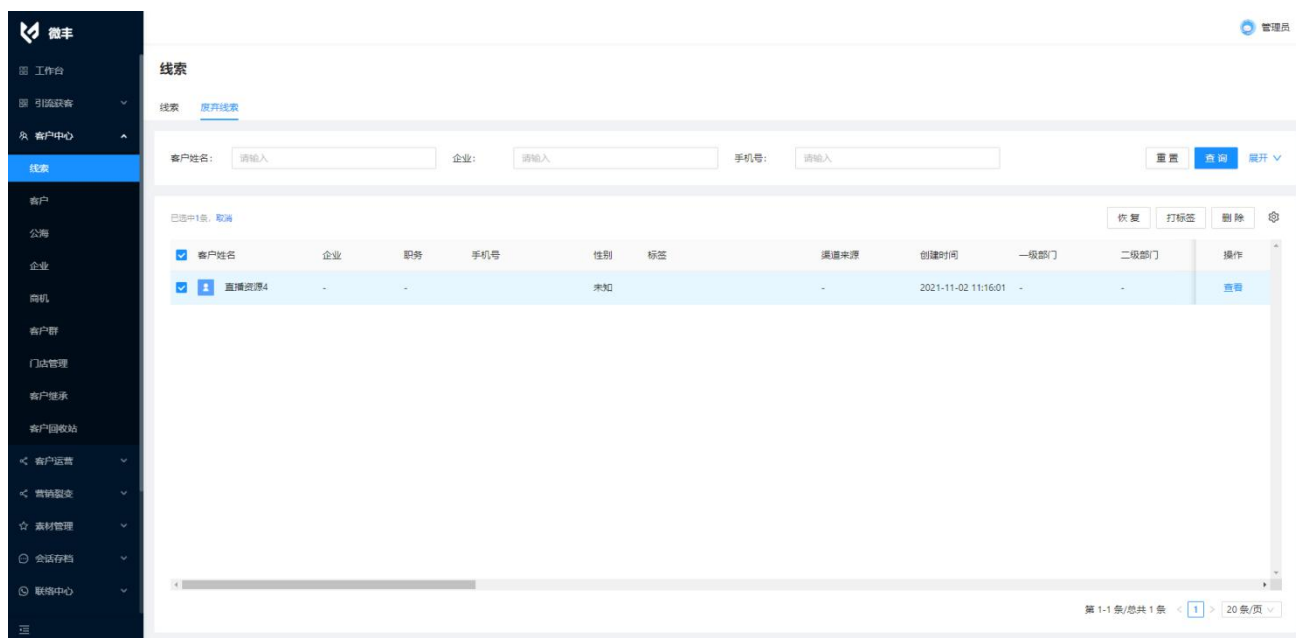 微丰
管理员
工作台
引流获客
客户中心
线索
客户
公海
企业
商机
客户群
门店管理
客户继承
客户回收站
客户运营
营销裂变
素材管理
会话存档
联络中心
线索
线索 废弃线索
客户姓名: 请输入 企业: 请输入 手机号: 请输入 重置 查询 展开
已选中1条, 取消 恢复 打标签 删除
客户姓名 企业 职务 手机号 性别 标签 渠道来源 创建时间 一级部门 二级部门 操作
直播资源4 - - 未知 - 2021-11-02 11:16:01 - - 查看
第 1-1 条/总共 1 条 < 1 > 20 条/页